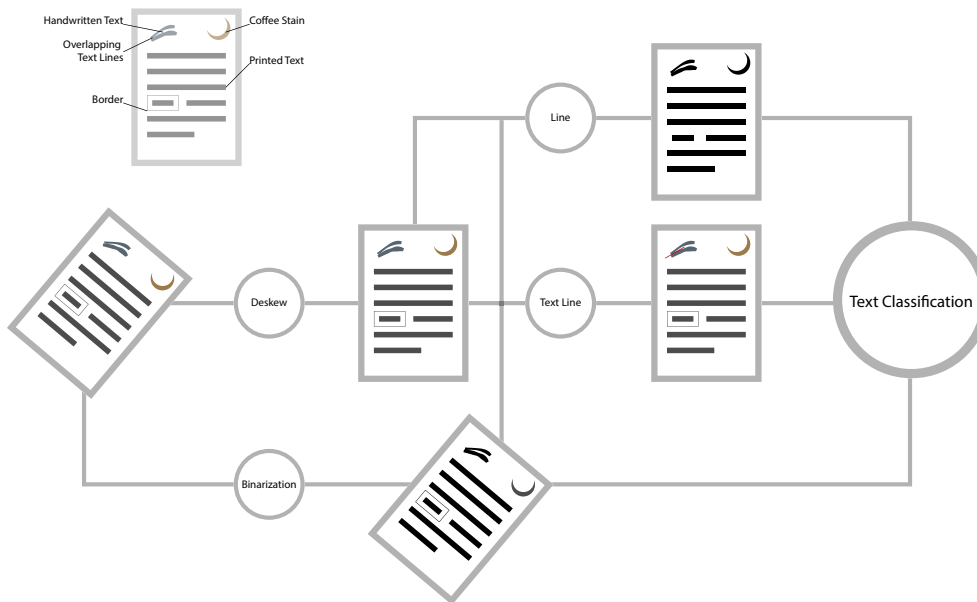 Handwritten Text
Coffee Stain
Overlapping
Text Lines
Printed Text
Border
Line
Deskew
Text Line
Text Classification
Binarization